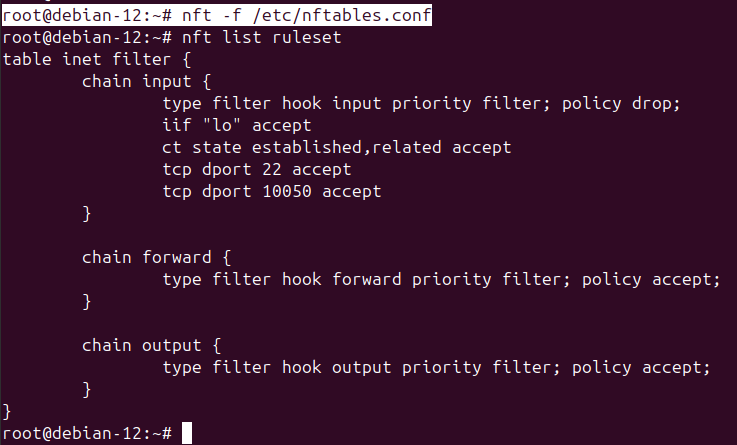 root@debian-12:~# nft -f /etc/nftables.conf
root@debian-12:~# nft list ruleset
table inet filter {
        chain input {
                type filter hook input priority filter; policy drop;
                iif "lo" accept
                ct state established,related accept
                tcp dport 22 accept
                tcp dport 10050 accept
        }

        chain forward {
                type filter hook forward priority filter; policy accept;
        }

        chain output {
                type filter hook output priority filter; policy accept;
        }
}
root@debian-12:~#